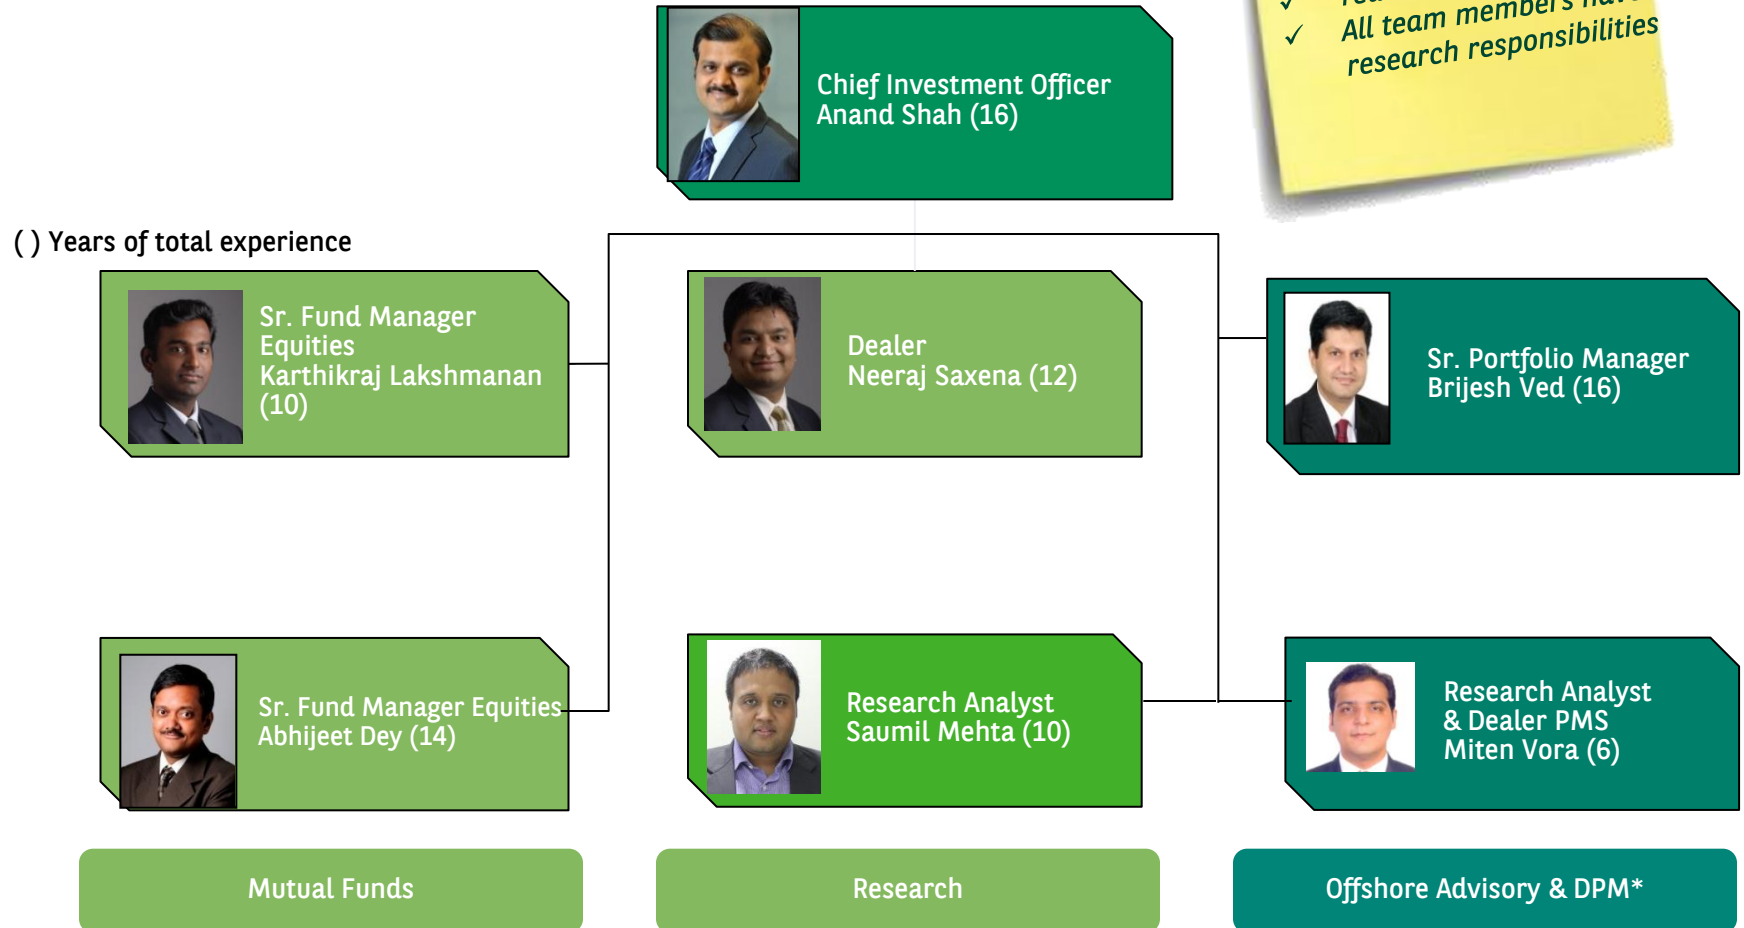 ✓ All team members have
research responsibilities
Chief Investment Officer
Anand Shah (16)
( ) Years of total experience
Sr. Fund Manager
Equities
Karthikraj Lakshmanan
(10)
Dealer
Neeraj Saxena (12)
Sr. Portfolio Manager
Brijesh Ved (16)
Sr. Fund Manager Equities
Abhijeet Dey (14)
Research Analyst
Saumil Mehta (10)
Research Analyst
& Dealer PMS
Miten Vora (6)
Mutual Funds
Research
Offshore Advisory & DPM*